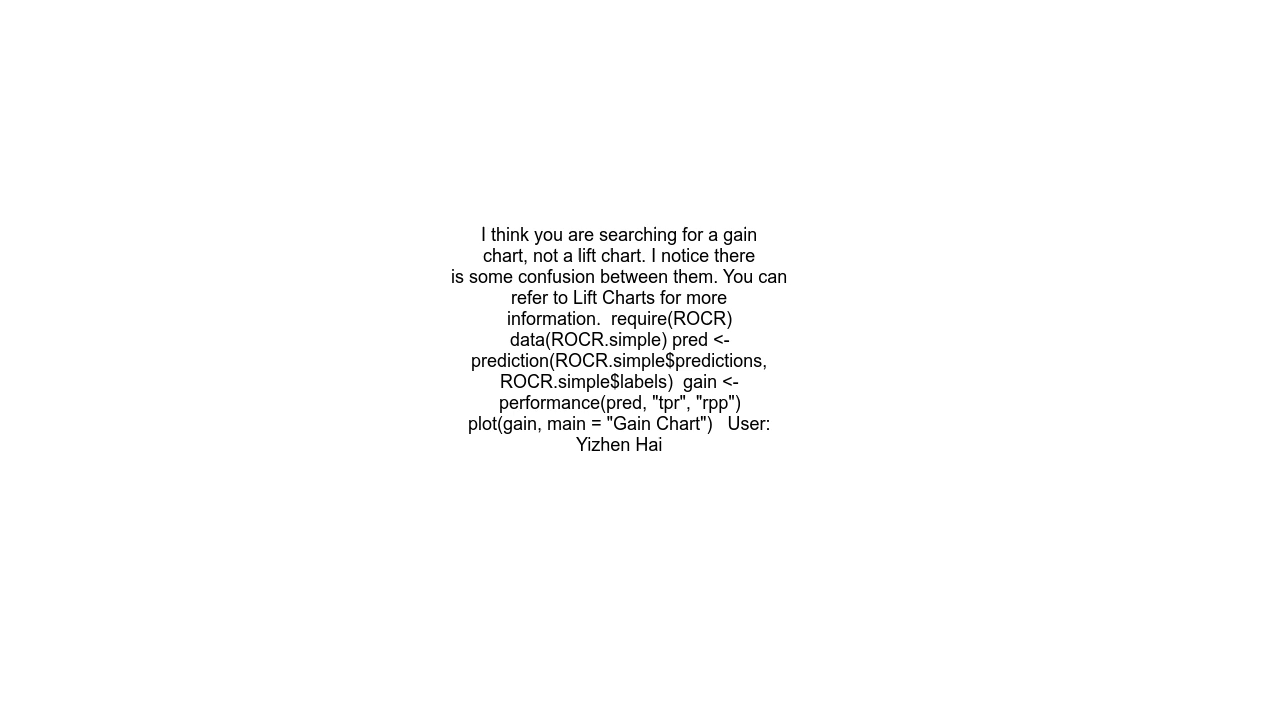 I think you are searching for a gain
chart, not a lift chart. I notice there
is some confusion between them. You can
refer to Lift Charts for more
information.  require(ROCR)
data(ROCR.simple) pred <-
prediction(ROCR.simple$predictions,
ROCR.simple$labels)  gain <-
performance(pred, "tpr", "rpp")
plot(gain, main = "Gain Chart")   User:
Yizhen Hai